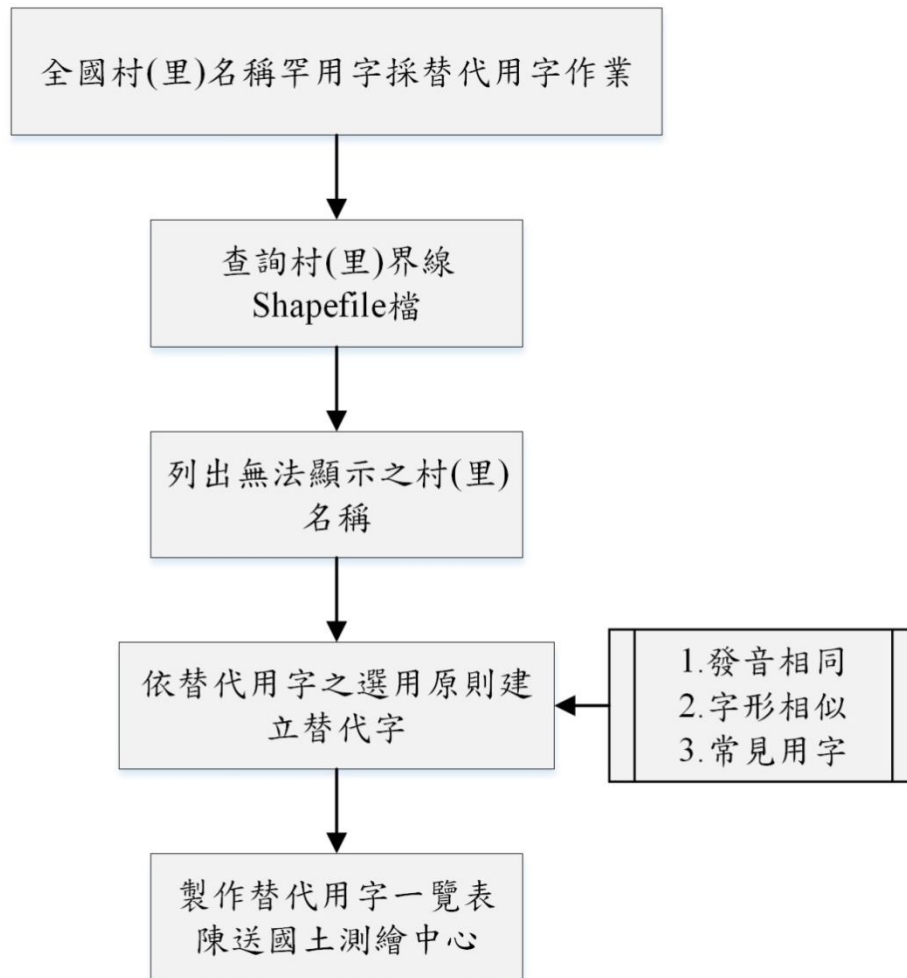 全國村(里)名稱罕用字採替代用字作業
查詢村(里)界線
Shapefile檔
列出無法顯示之村(里)
名稱
依替代用字之選用原則建
立替代字
1.發音相同
2.字形相似
3.常見用字
製作替代用字一覽表
陳送國土測繪中心